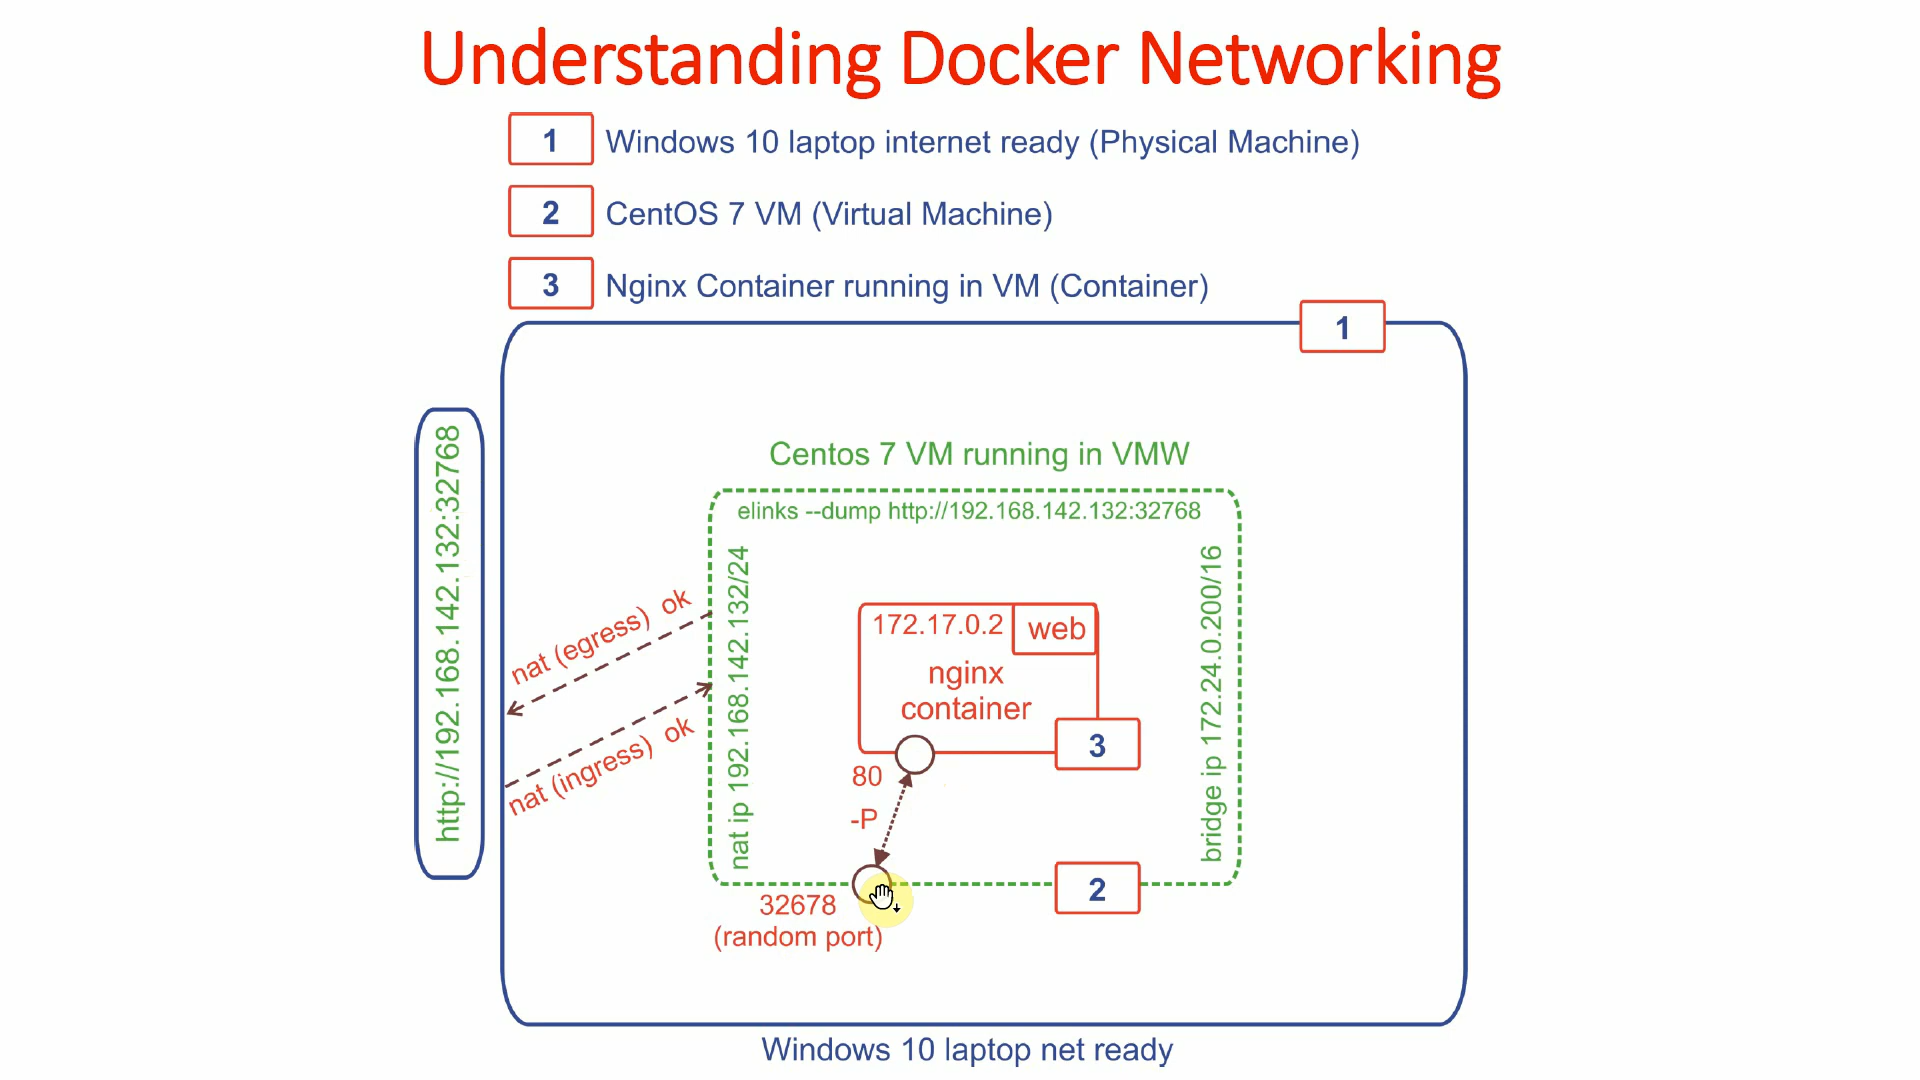 Understanding Docker Networking
1 Windows 10 laptop internet ready (Physical Machine)
2 CentOS 7 VM (Virtual Machine)
3 Nginx Container running in VM (Container)
1
http://192.168.142.132:32768
Centos 7 VM running in VMW
elinks --dump http://192.168.142.132:32768
nat (egress) ok
nat (ingress) ok
nat ip 192.168.142.132/24
172.17.0.2 web
nginx
container
3
bridge ip 172.24.0.200/16
80
-P
2
32678
(random port)
Windows 10 laptop net ready